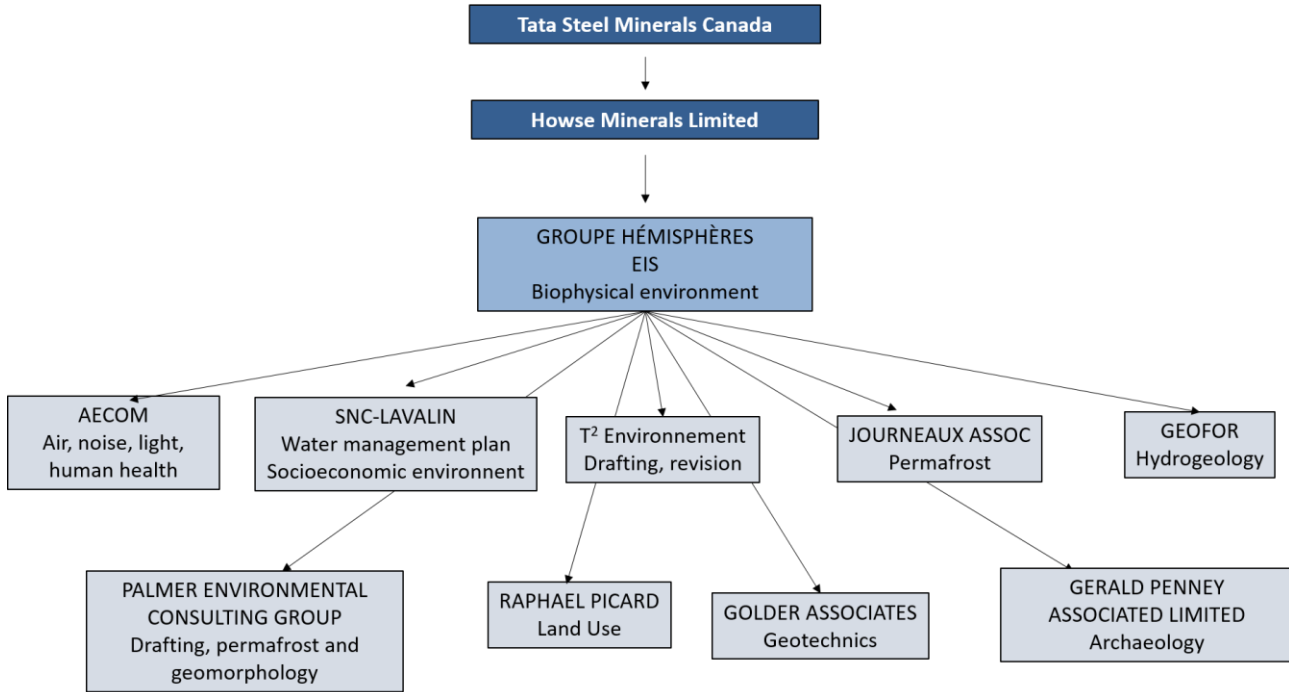 Tata Steel Minerals Canada
Howse Minerals Limited
GROUPE HÉMISPHÈRES
EIS
Biophysical environment
AECOM
Air, noise, light,
human health
SNC-LAVALIN
Water management plan
Socioeconomic environment
T² Environnement
Drafting, revision
JOURNEAUX ASSOC
Permafrost
GEOFOR
Hydrogeology
PALMER ENVIRONMENTAL
CONSULTING GROUP
Drafting, permafrost and
geomorphology
RAPHAEL PICARD
Land Use
GOLDER ASSOCIATES
Geotechnics
GERALD PENNEY
ASSOCIATED LIMITED
Archaeology